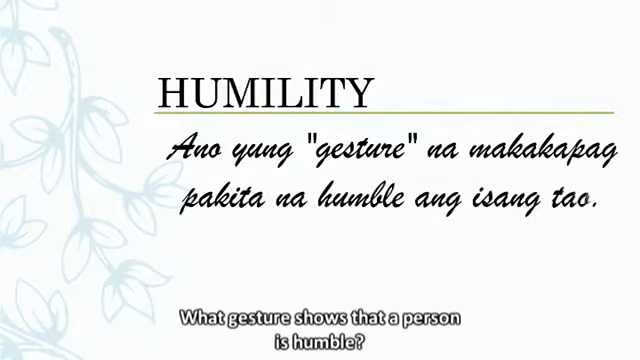 HUMILITY
Ano yung "gesture" na makakapag
pakita na humble ang isang tao.
What gesture shows that a person
is humble?